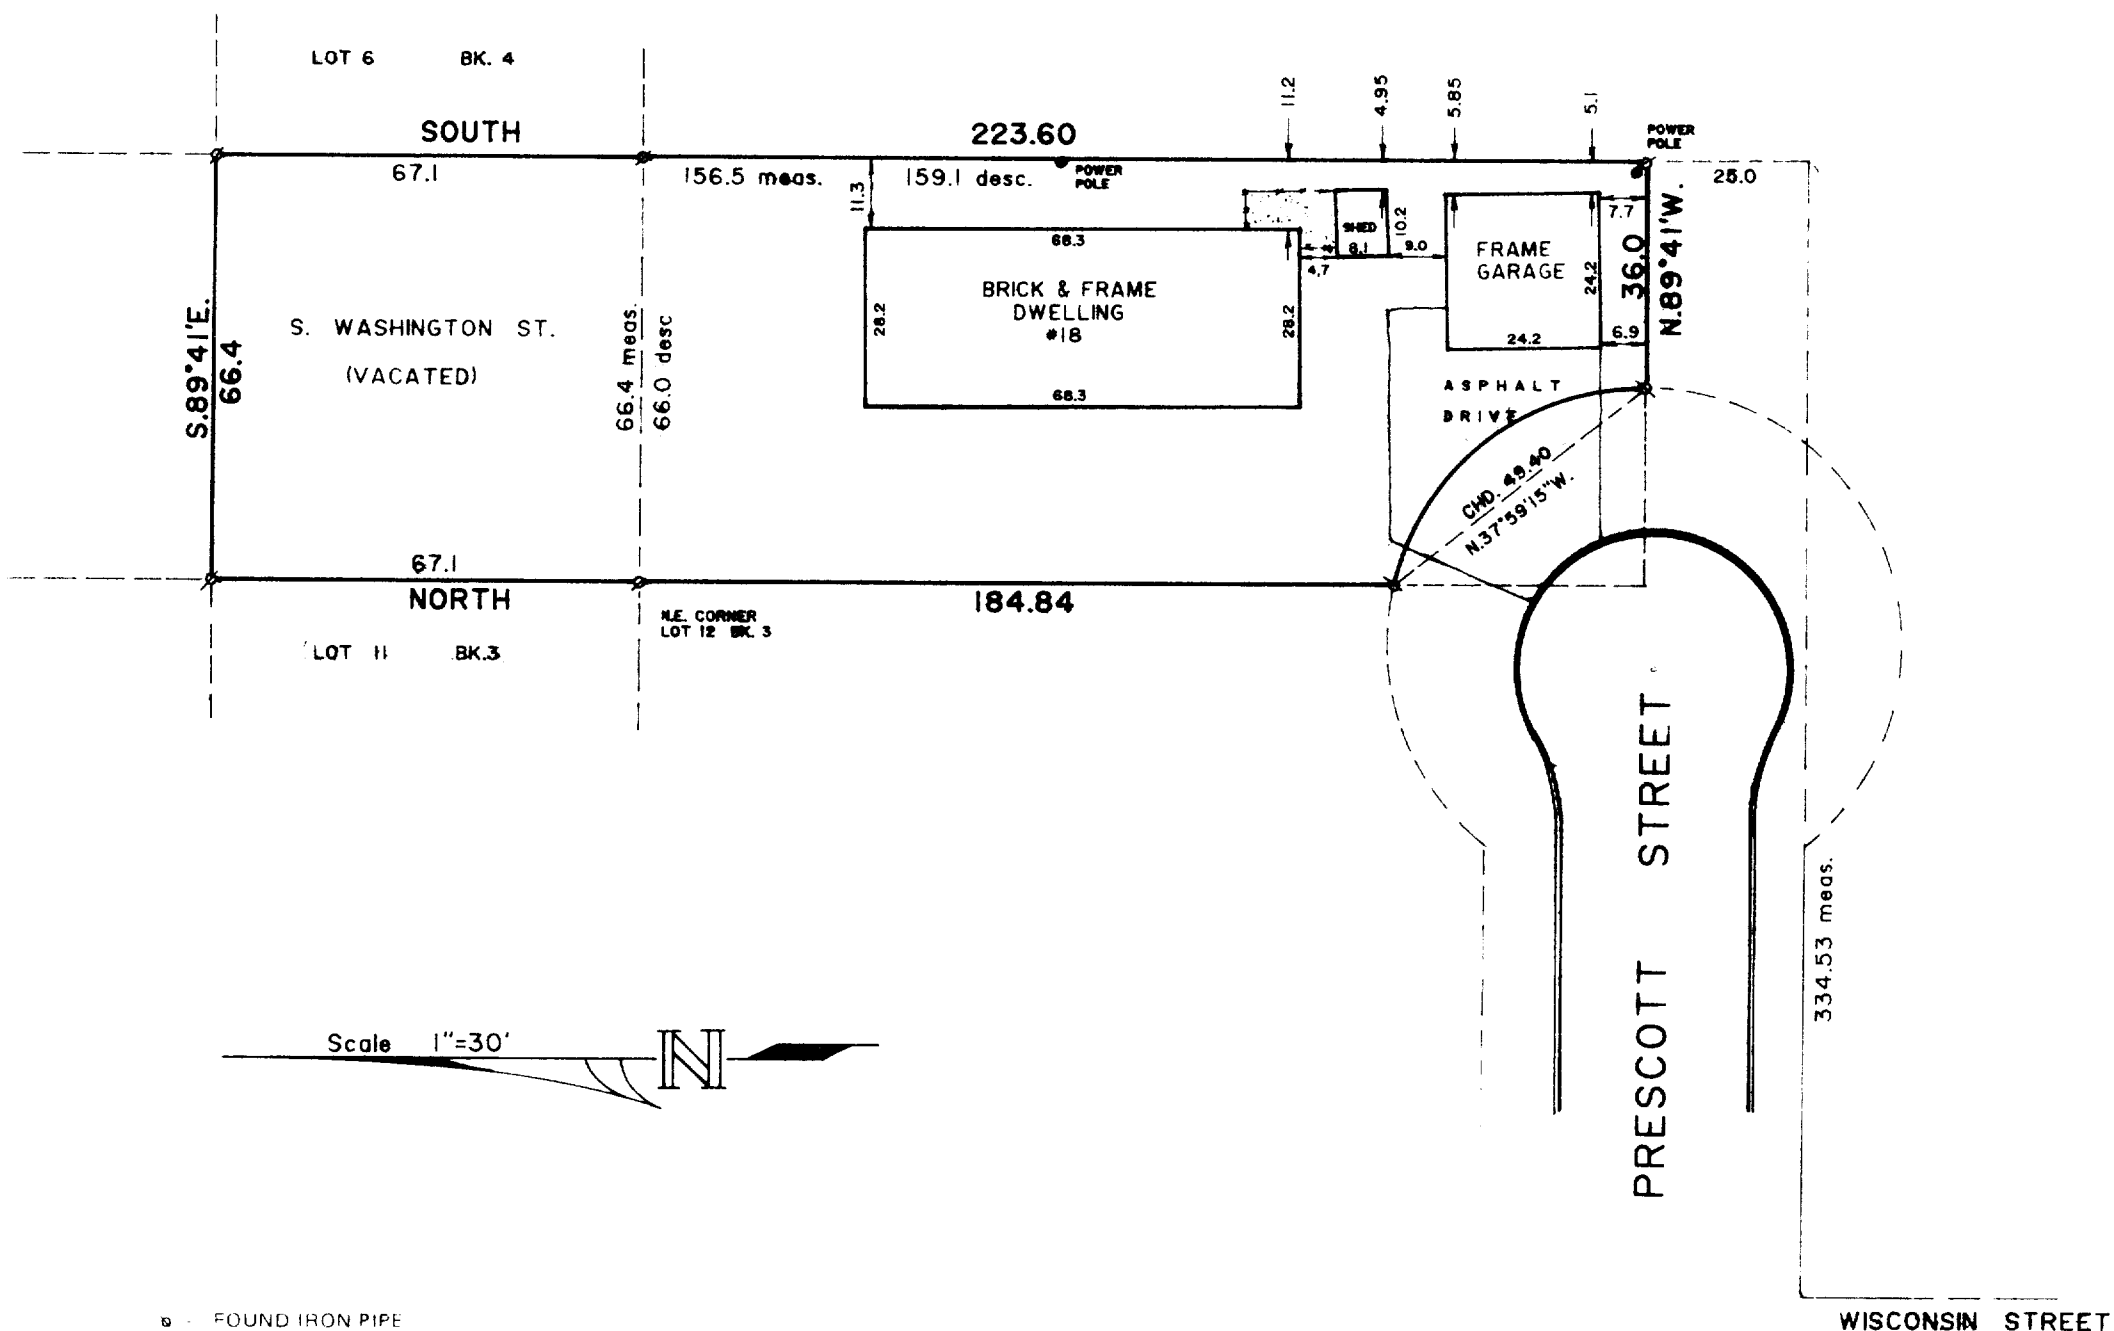 LOT 6 BK. 4
11.2
4.95
5.85
5.1
SOUTH
223.60
POWER
POLE
67.1
156.5 meas.
159.1 desc.
POWER
POLE
25.0
11.3
7.7
10.2
SHED
8.1
9.0
4.7
68.3
FRAME
GARAGE
24.2
36.0
N.89°41'W.
BRICK & FRAME
DWELLING
#18
28.2
28.2
S. WASHINGTON ST.
(VACATED)
S.89°41'E.
66.4
66.4 meas.
66.0 desc
24.2
6.9
68.3
ASPHALT
DRIVE
CHD. 49.40
N.37°59'15"W.
67.1
NORTH
184.84
N.E. CORNER
LOT 12 BK. 3
LOT 11 BK.3
PRESCOTT STREET
334.53 meas.
Scale 1"=30'
N
FOUND IRON PIPE
WISCONSIN STREET